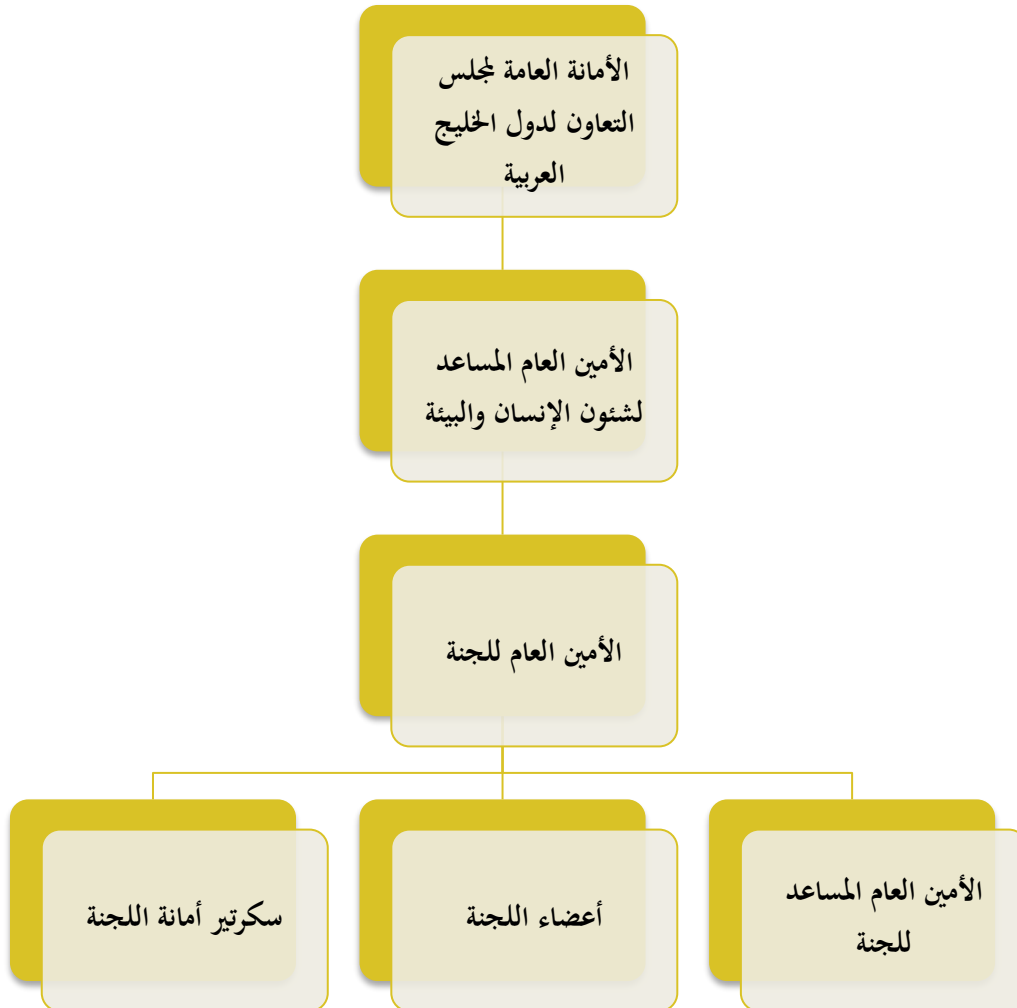 الأمانة العامة لمجلس
التعاون لدول الخليج
العربية
الأمين العام المساعد
لشئون الإنسان والبيئة
الأمين العام للجنة
الأمين العام المساعد
للجنة
أعضاء اللجنة
سكرتير أمانة اللجنة